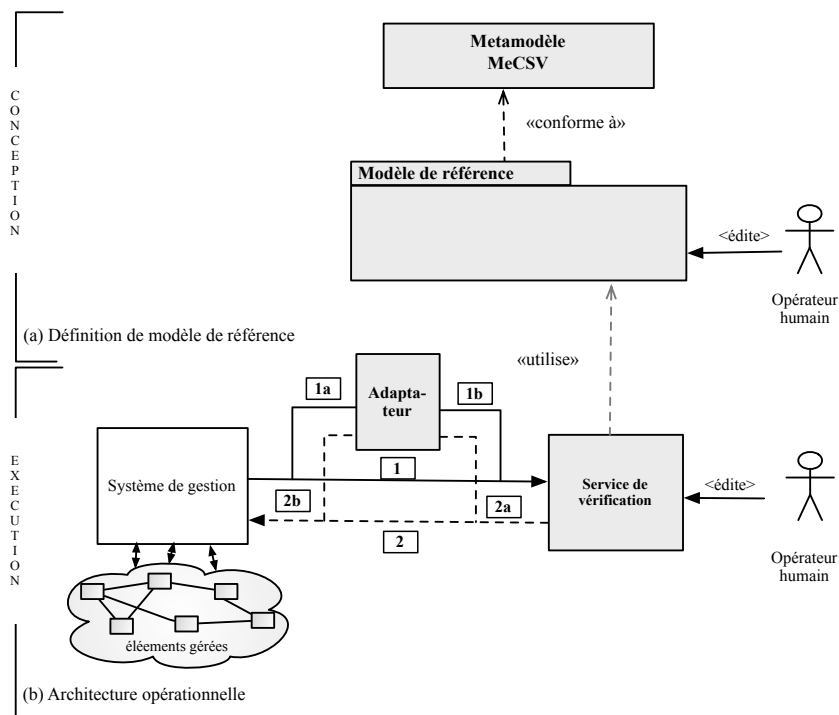 Metamodèle
MeCSV
«conforme à»
CONCEPTION
Modèle de référence
<édite>
Opérateur
humain
(a) Définition de modèle de référence
«utilise»
1a
Adapta-
teur
1b
EXECUTION
Système de gestion
1
2b
2a
2
Service de
vérification
<édite>
Opérateur
humain
éléements gérées
(b) Architecture opérationnelle